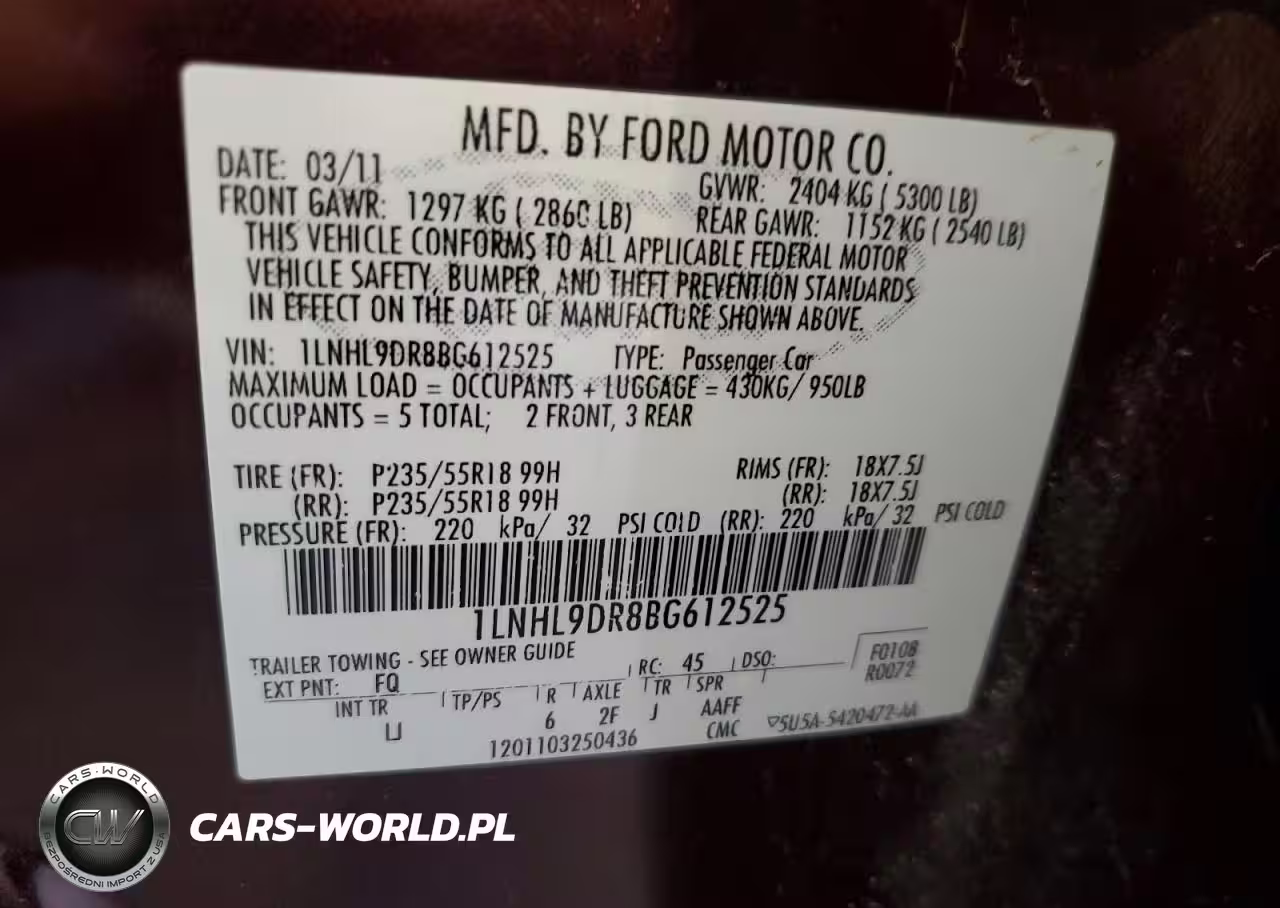 MFD. BY FORD MOTOR CO.
DATE: 03/11
GVWR: 2404 KG ( 5300 LB)
FRONT GAWR: 1297 KG ( 2860 LB)
REAR GAWR: 1152 KG ( 2540 LB)
THIS VEHICLE CONFORMS TO ALL APPLICABLE FEDERAL MOTOR
VEHICLE SAFETY, BUMPER, AND THEFT PREVENTION STANDARDS
IN EFFECT ON THE DATE OF MANUFACTURE SHOWN ABOVE.
VIN: 1LNHL9DR8BG612525 TYPE: Passenger Car
MAXIMUM LOAD = OCCUPANTS + LUGGAGE = 430KG/ 950LB
OCCUPANTS = 5 TOTAL; 2 FRONT, 3 REAR
TIRE (FR): P235/55R18 99H RIMS (FR): 18X7.5J
(RR): P235/55R18 99H (RR): 18X7.5J
PRESSURE (FR): 220 kPa/ 32 PSI COLD (RR): 220 kPa/ 32 PSI COLD
1LNHL9DR8BG612525
TRAILER TOWING - SEE OWNER GUIDE
RC: 45 DSO:
F0108
R0072
EXT PNT: FQ
INT TR TP/PS R AXLE TR SPR
LJ 6 2F J AAFF
1201103250436 CMC
5U5A-5420472-AA
CARS-WORLD
CW
BEZPOŚREDNI IMPORT Z USA
CARS-WORLD.PL